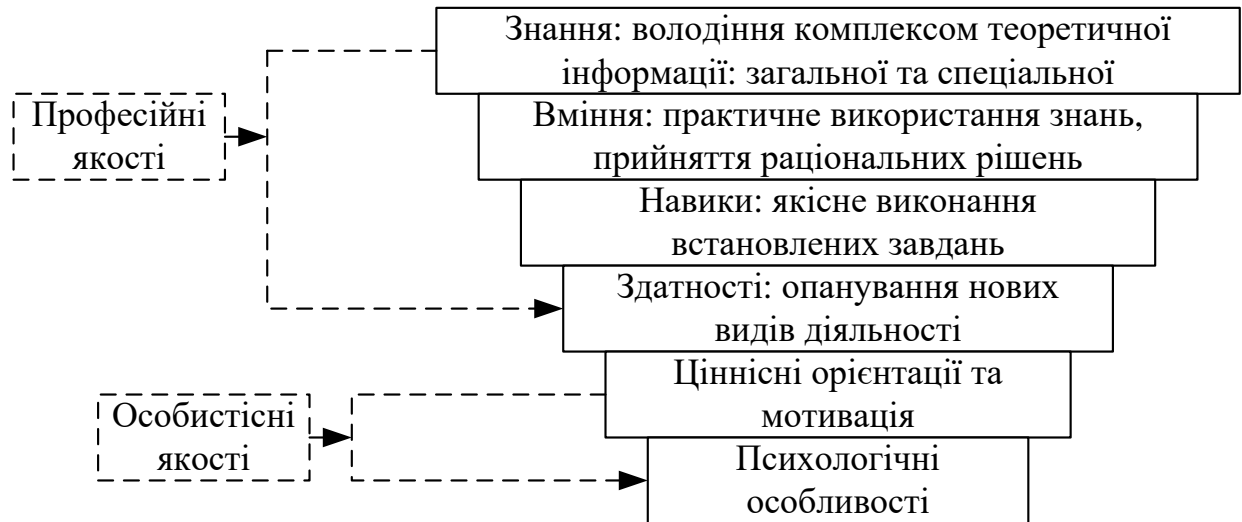 Знання: володіння комплексом теоретичної
інформації: загальної та спеціальної
Професійні
якості
Вміння: практичне використання знань,
прийняття раціональних рішень
Навики: якісне виконання
встановлених завдань
Здатності: опанування нових
видів діяльності
Ціннісні орієнтації та
мотивація
Особистісні
якості
Психологічні
особливості